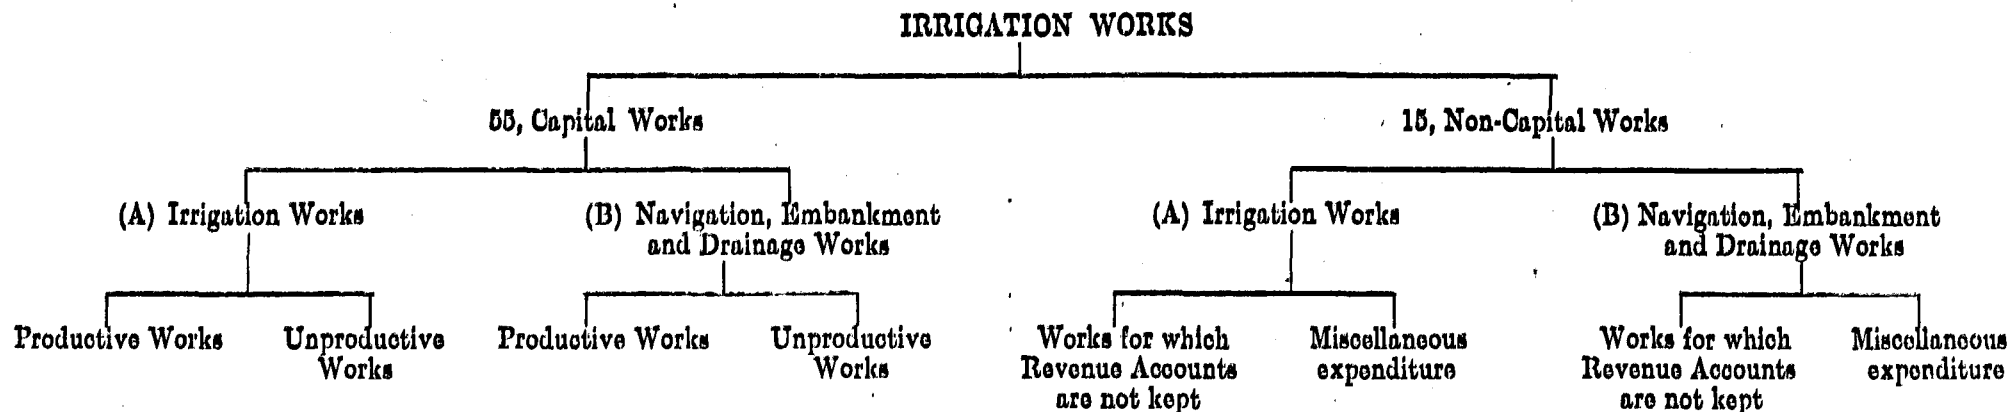 IRRIGATION WORKS
55, Capital Works
15, Non-Capital Works
(A) Irrigation Works
(B) Navigation, Embankment
and Drainage Works
(A) Irrigation Works
(B) Navigation, Embankment
and Drainage Works
Productive Works
Unproductive
Works
Productive Works
Unproductive
Works
Works for which
Revenue Accounts
are not kept
Miscellaneous
expenditure
Works for which
Revenue Accounts
are not kept
Miscellaneous
expenditure